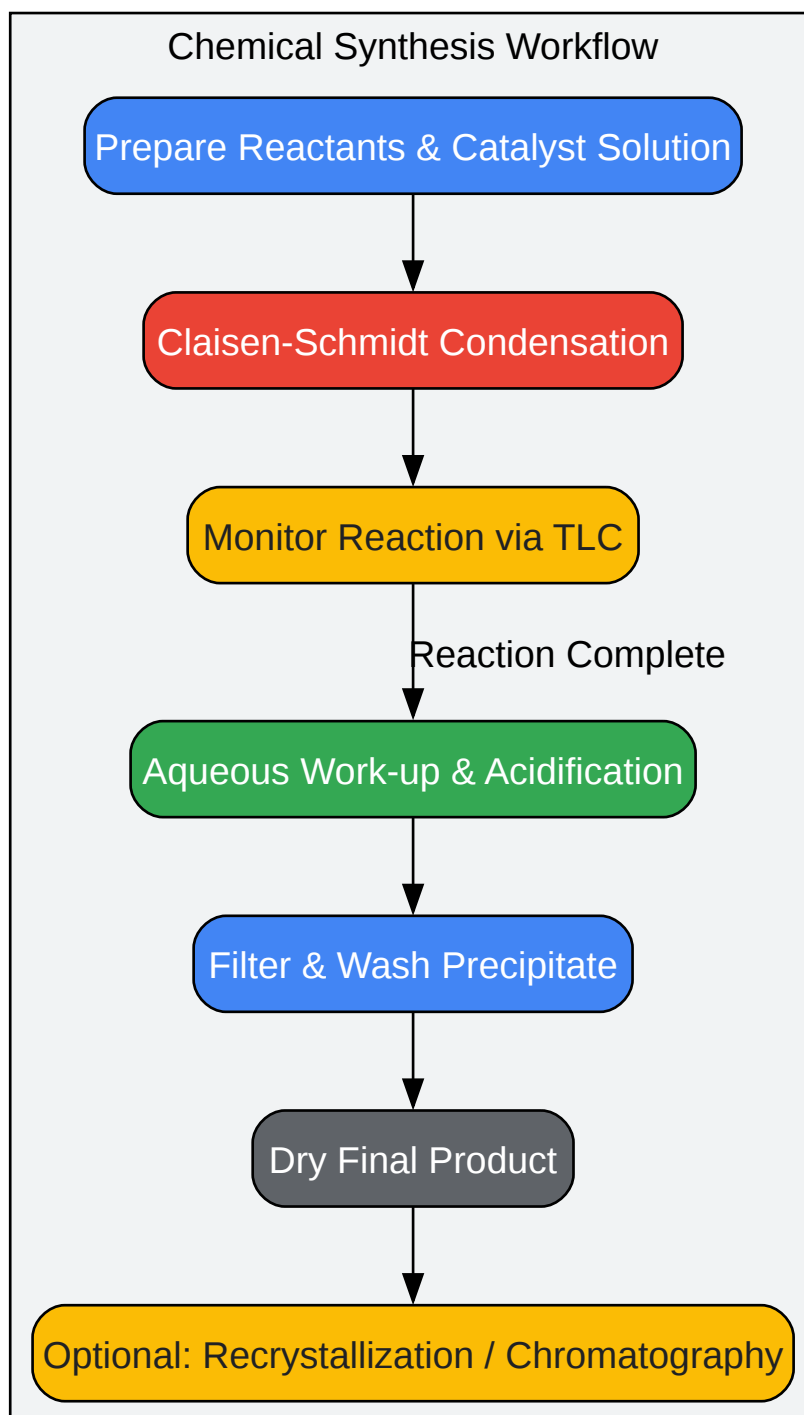 Chemical Synthesis Workflow
Prepare Reactants & Catalyst Solution
Claisen-Schmidt Condensation
Monitor Reaction via TLC
Reaction Complete
Aqueous Work-up & Acidification
Filter & Wash Precipitate
Dry Final Product
Optional: Recrystallization / Chromatography